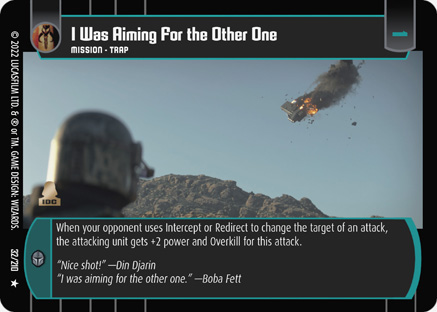 I Was Aiming For the Other One
MISSION • TRAP
1
IDC
When your opponent uses Intercept or Redirect to change the target of an attack,
the attacking unit gets +2 power and Overkill for this attack.
"Nice shot!" —Din Djarin
"I was aiming for the other one." —Boba Fett
© 2022 LUCASFILM LTD. & ® or TM. GAME DESIGN: WIZARDS.
32/210 ★